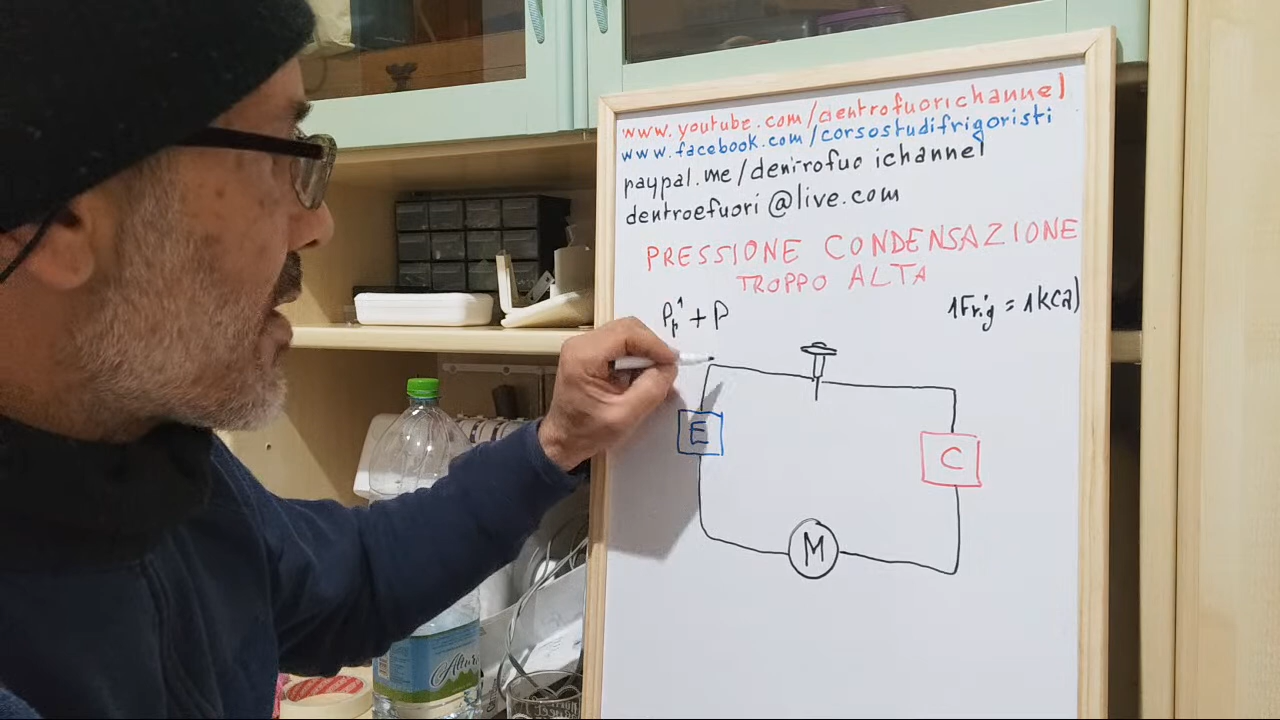 www.youtube.com/dentrofuorichannel
www.facebook.com/corsostudifrigoristi
paypal.me/dentrofuo ichannel
dentroefuori@live.com
PRESSIONE CONDENSAZIONE
TROPPO ALTA
Pp↑ + P
1Frig = 1kCal
E
C
M